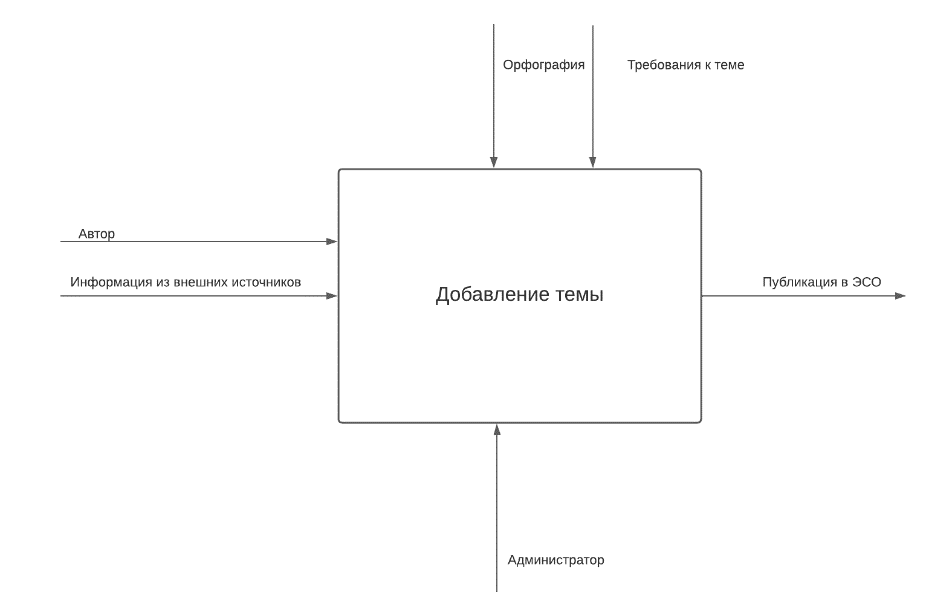 Орфография
Требования к теме
Автор
Информация из внешних источников
Добавление темы
Публикация в ЭСО
Администратор